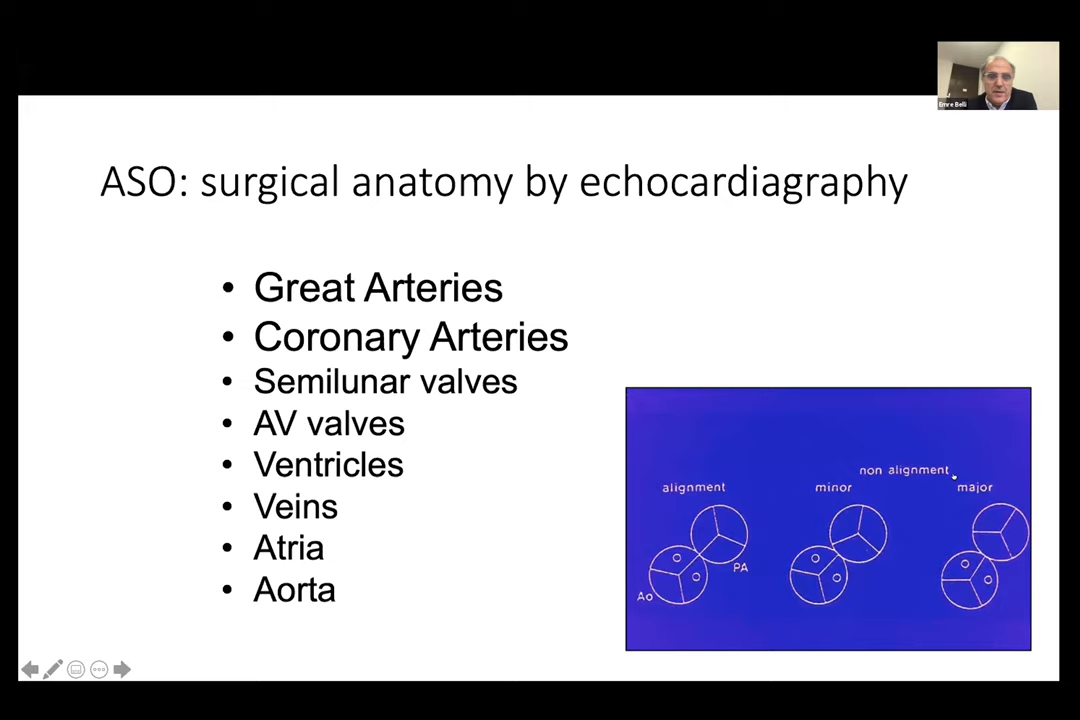 Emre Belli
ASO: surgical anatomy by echocardiagraphy
• Great Arteries
• Coronary Arteries
• Semilunar valves
• AV valves
• Ventricles
• Veins
• Atria
• Aorta
non alignment
alignment
minor
major
PA
Ao